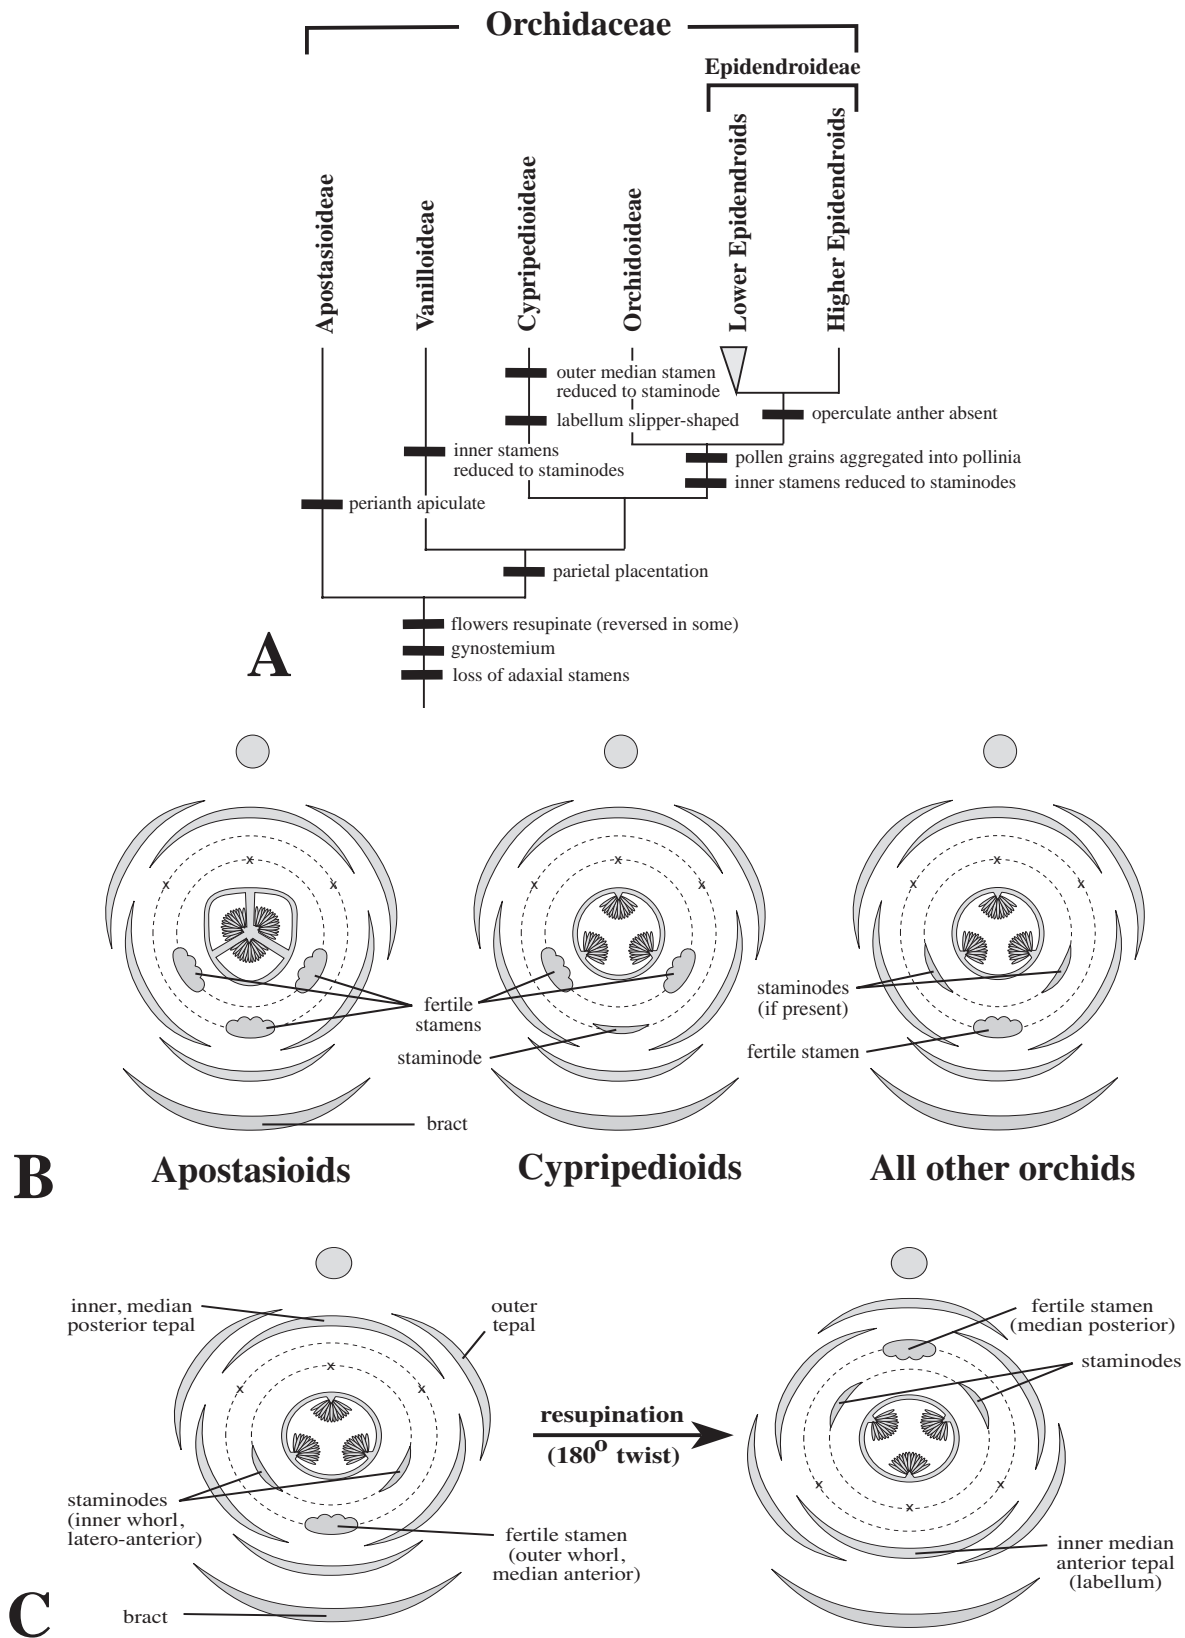 Orchidaceae
Epidendroideae
Apostasioideae
Vanilloideae
Cypripedioideae
Orchidoideae
Lower Epidendroids
Higher Epidendroids
outer median stamen
reduced to staminode
labellum slipper-shaped
operculate anther absent
inner stamens
reduced to staminodes
pollen grains aggregated into pollinia
inner stamens reduced to staminodes
perianth apiculate
parietal placentation
flowers resupinate (reversed in some)
gynostemium
loss of adaxial stamens
A
x
x x
x
x x
x
x x
fertile
stamens
staminode
bract
staminodes
(if present)
fertile stamen
B
Apostasioids
Cypripedioids
All other orchids
inner, median
posterior tepal
outer
tepal
x
x x
staminodes
(inner whorl,
latero-anterior)
fertile stamen
(outer whorl,
median anterior)
bract
resupination
(180° twist)
fertile stamen
(median posterior)
staminodes
x x
x
inner median
anterior tepal
(labellum)
C